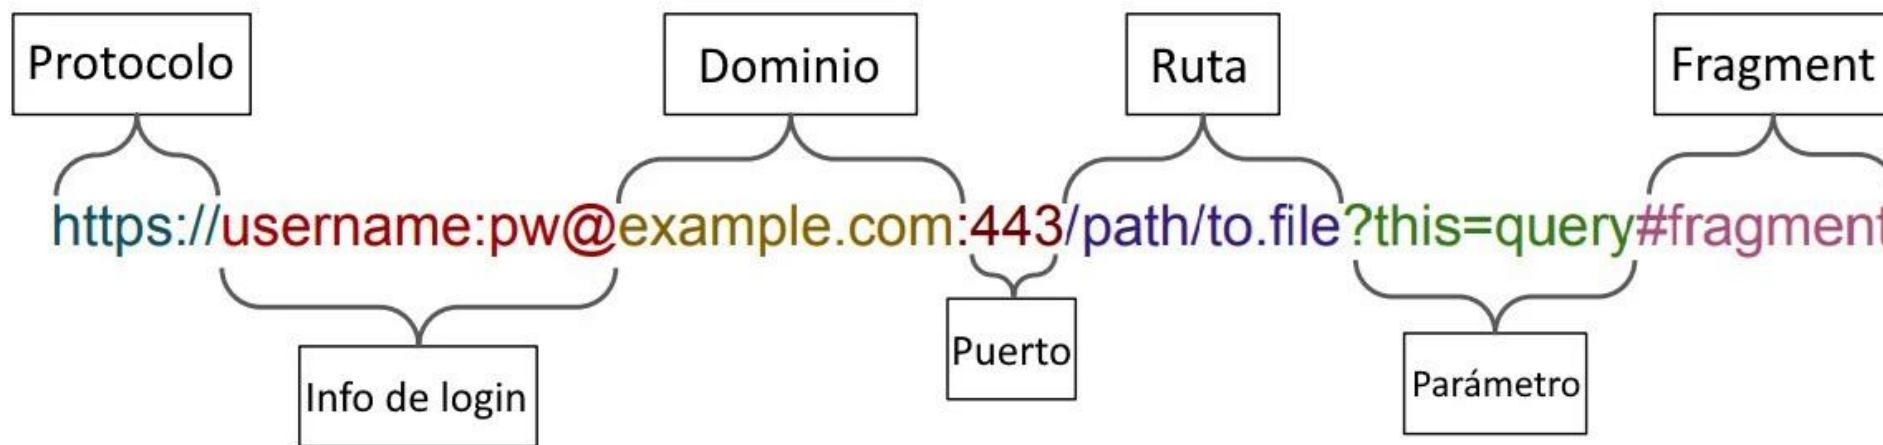 Protocolo
Dominio
Ruta
Fragment
https://username:pw@example.com:443/path/to.file?this=query#fragment
Info de login
Puerto
Parámetro